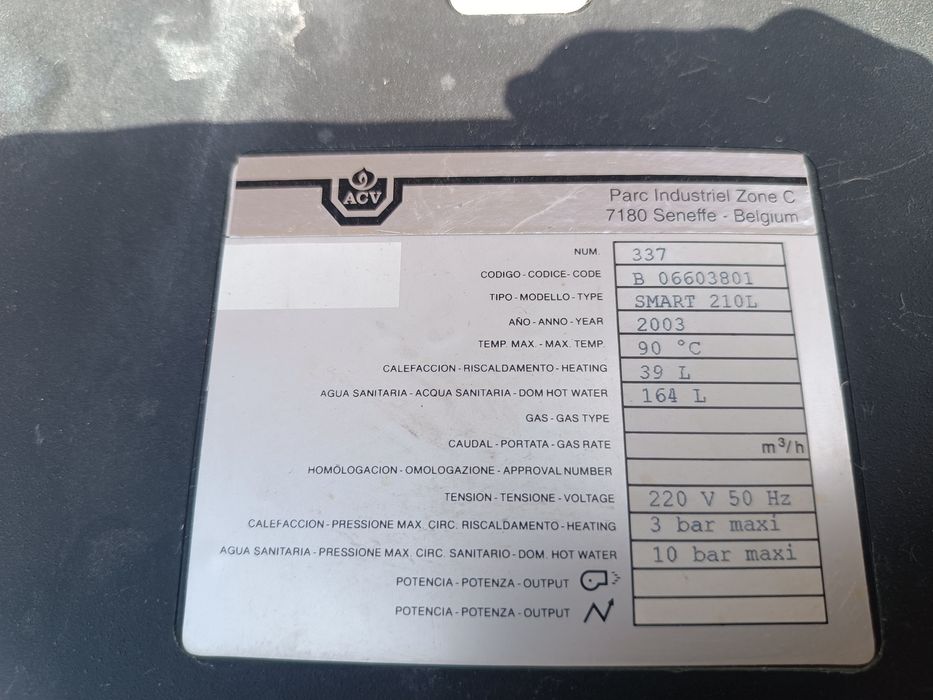 ACV
Parc Industriel Zone C
7180 Seneffe - Belgium
NUM. 337
CODIGO - CODICE - CODE B 06603801
TIPO - MODELLO - TYPE SMART 210L
AÑO - ANNO - YEAR 2003
TEMP. MAX. - MAX. TEMP. 90 °C
CALEFACCION - RISCALDAMENTO - HEATING 39 L
AGUA SANITARIA - ACQUA SANITARIA - DOM HOT WATER 164 L
GAS - GAS TYPE
CAUDAL - PORTATA - GAS RATE m³/h
HOMOLOGACION - OMOLOGAZIONE - APPROVAL NUMBER
TENSION - TENSIONE - VOLTAGE 220 V 50 Hz
CALEFACCION - PRESSIONE MAX. CIRC. RISCALDAMENTO - HEATING 3 bar maxi
AGUA SANITARIA - PRESSIONE MAX. CIRC. SANITARIO - DOM. HOT WATER 10 bar maxi
POTENCIA - POTENZA - OUTPUT
POTENCIA - POTENZA - OUTPUT